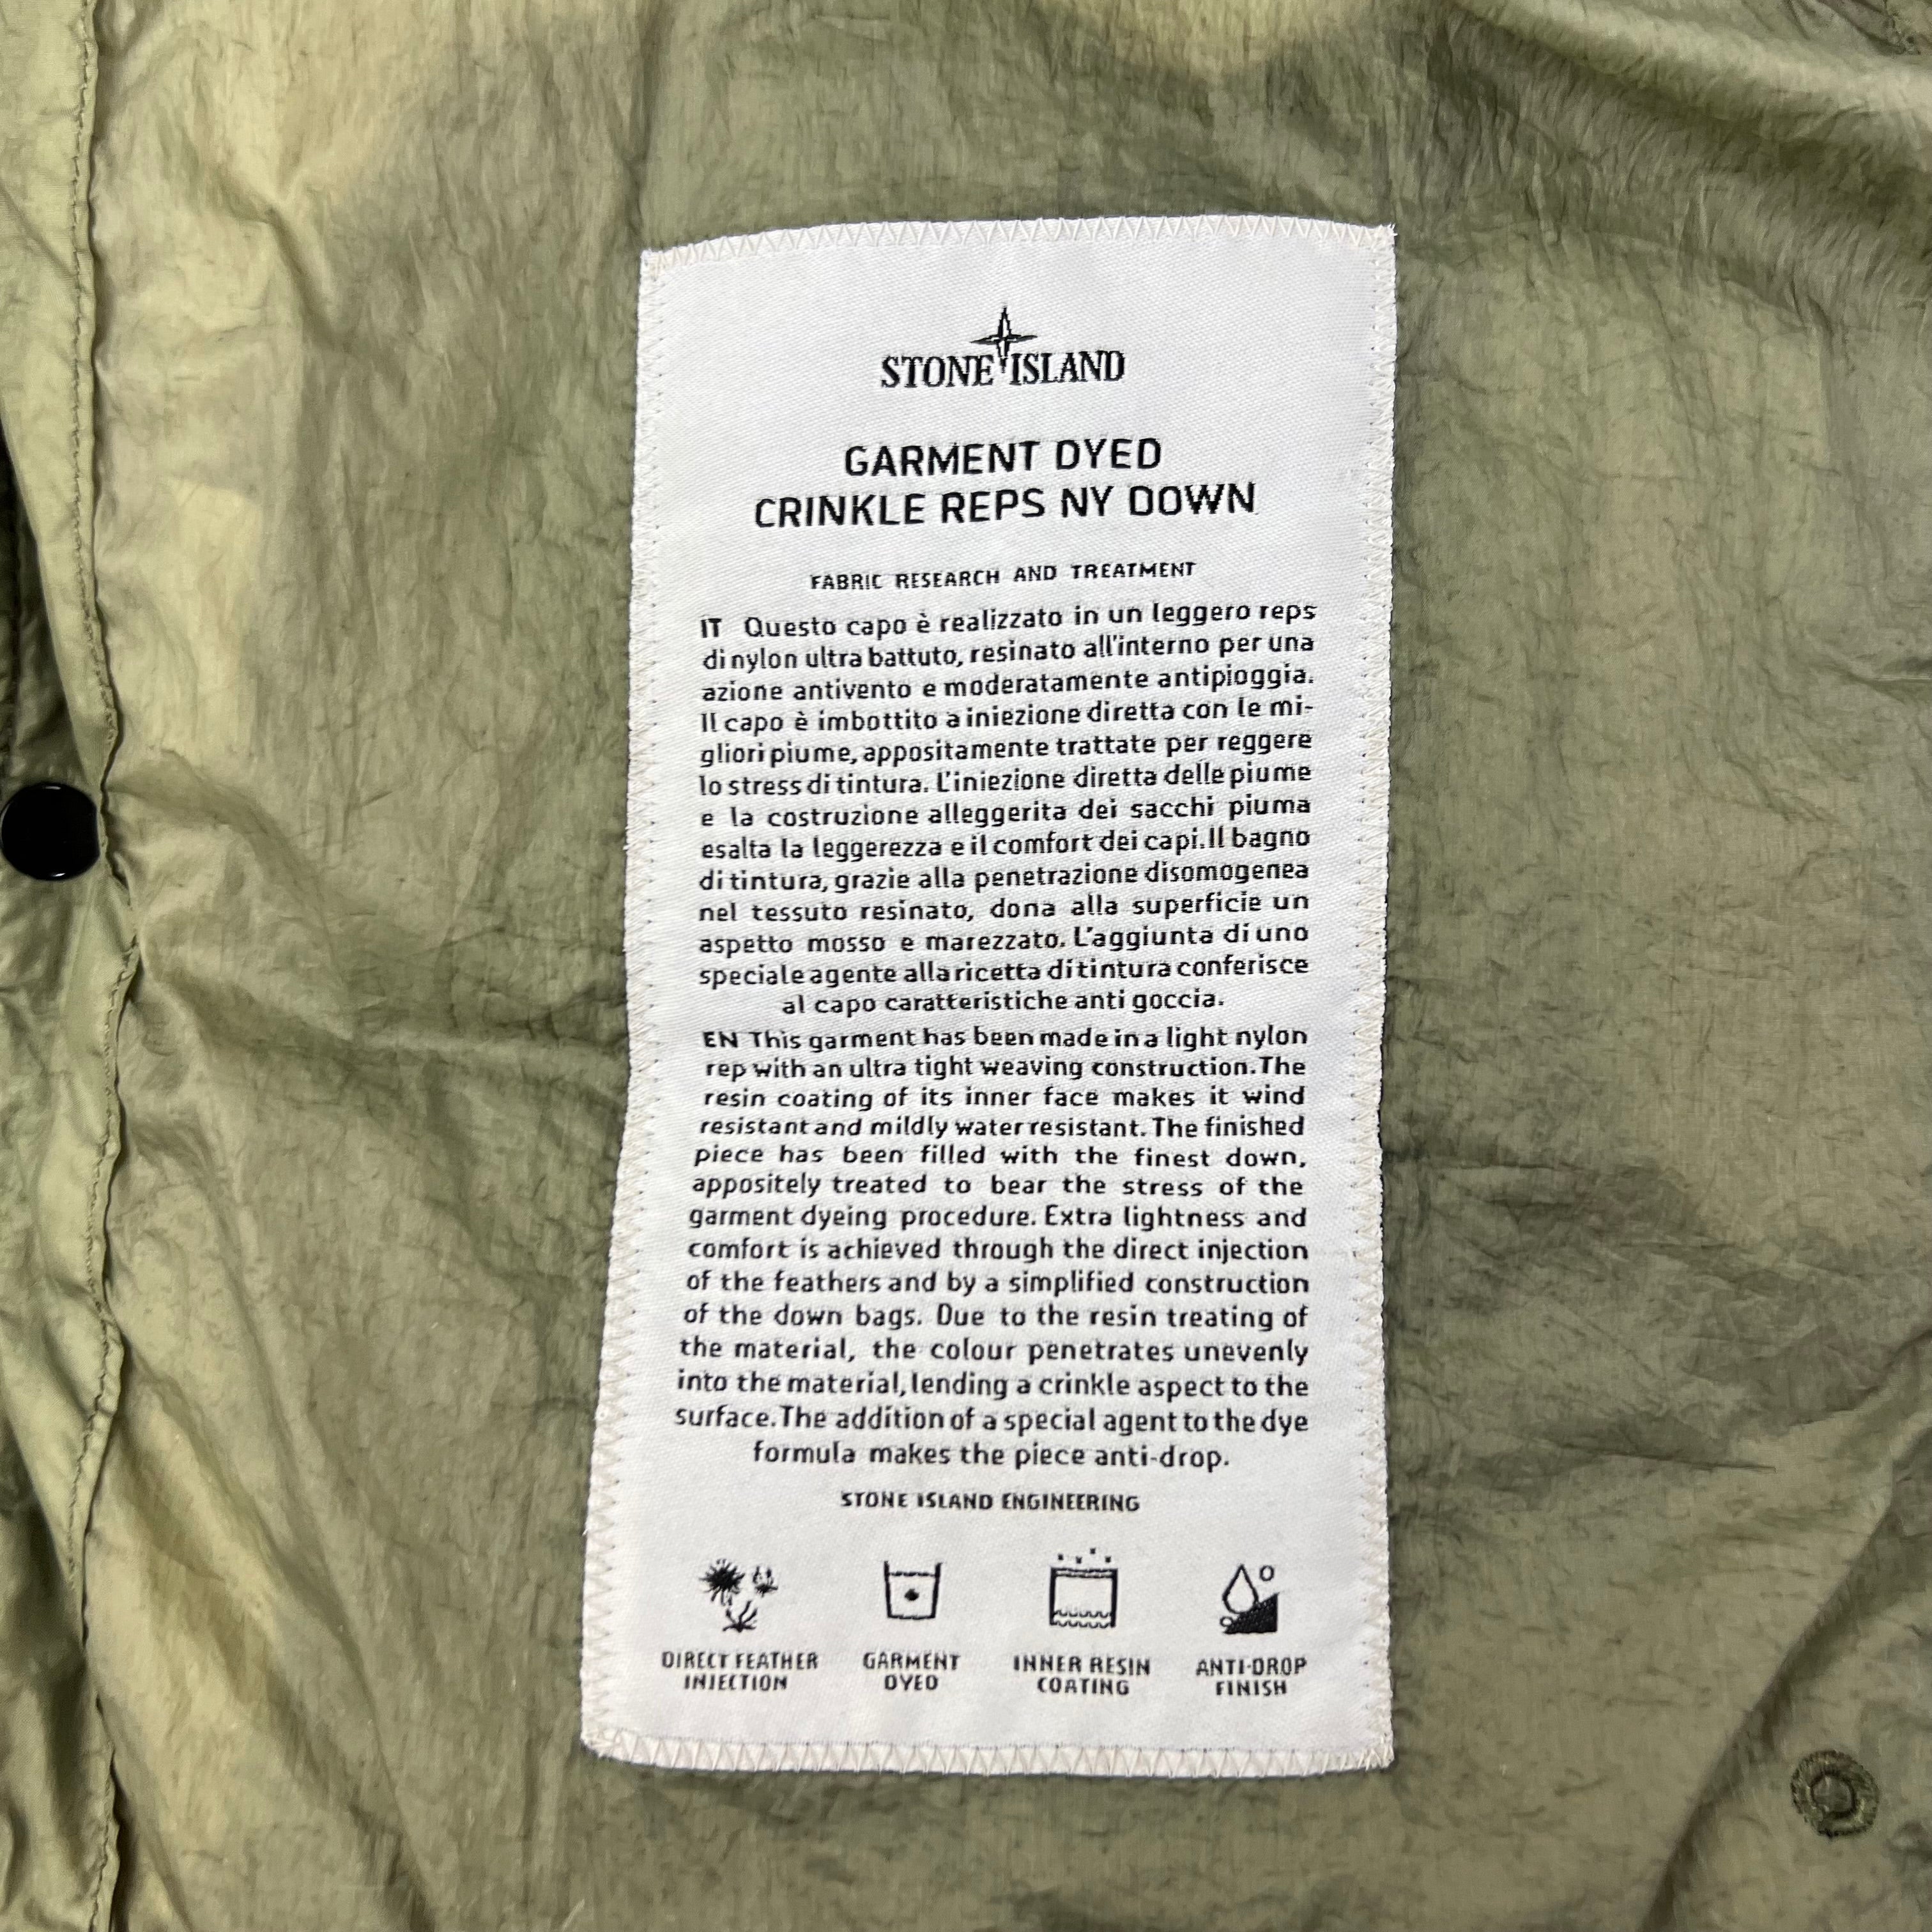 STONE ISLAND
GARMENT DYED
CRINKLE REPS NY DOWN
FABRIC RESEARCH AND TREATMENT
IT Questo capo è realizzato in un leggero reps
di nylon ultra battuto, resinato all'interno per una
azione antivento e moderatamente antipioggia.
Il capo è imbottito a iniezione diretta con le mi-
gliori piume, appositamente trattate per reggere
lo stress di tintura. L'iniezione diretta delle piume
e la costruzione alleggerita dei sacchi piuma
esalta la leggerezza e il comfort dei capi. Il bagno
di tintura, grazie alla penetrazione disomogenea
nel tessuto resinato, dona alla superficie un
aspetto mosso e marezzato. L'aggiunta di uno
speciale agente alla ricetta di tintura conferisce
al capo caratteristiche anti goccia.
EN This garment has been made in a light nylon
rep with an ultra tight weaving construction. The
resin coating of its inner face makes it wind
resistant and mildly water resistant. The finished
piece has been filled with the finest down,
appositely treated to bear the stress of the
garment dyeing procedure. Extra lightness and
comfort is achieved through the direct injection
of the feathers and by a simplified construction
of the down bags. Due to the resin treating of
the material, the colour penetrates unevenly
into the material, lending a crinkle aspect to the
surface. The addition of a special agent to the dye
formula makes the piece anti-drop.
STONE ISLAND ENGINEERING
DIRECT FEATHER
INJECTION
GARMENT
DYED
INNER RESIN
COATING
ANTI-DROP
FINISH